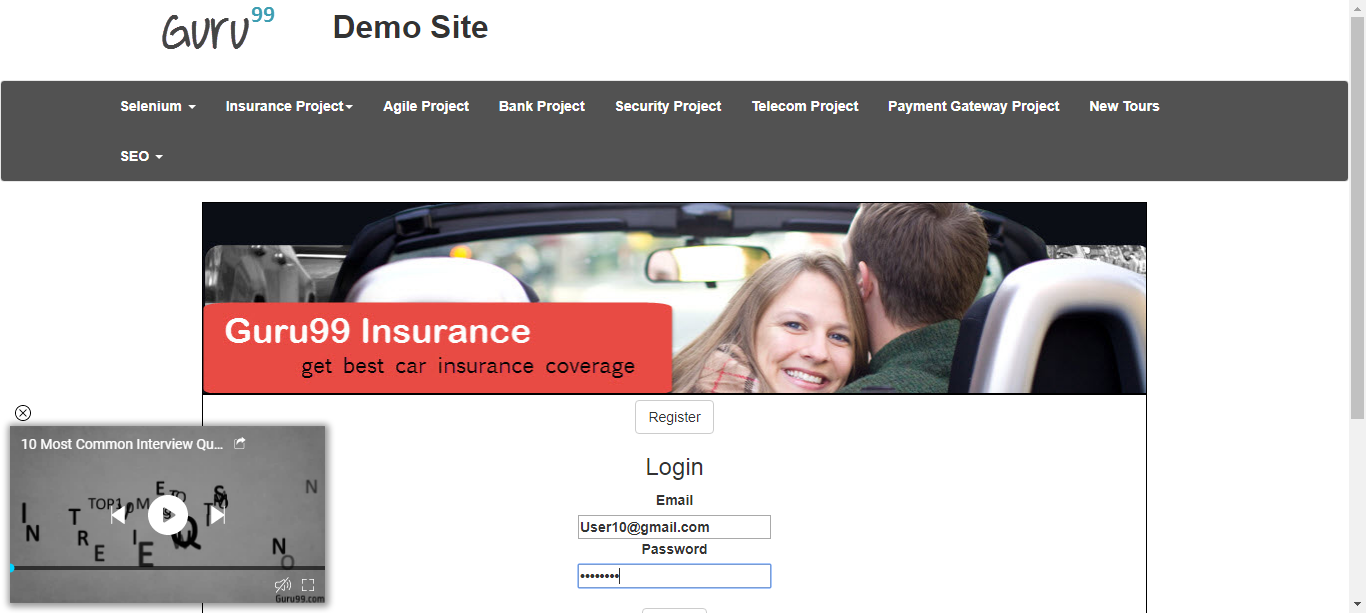 Guru99
Demo Site
Selenium
Insurance Project
Agile Project
Bank Project
Security Project
Telecom Project
Payment Gateway Project
New Tours
SEO
Guru99 Insurance
get best car insurance coverage
Register
Login
Email
User10@gmail.com
Password
••••••••
10 Most Common Interview Qu...
TOP10
Guru99.com